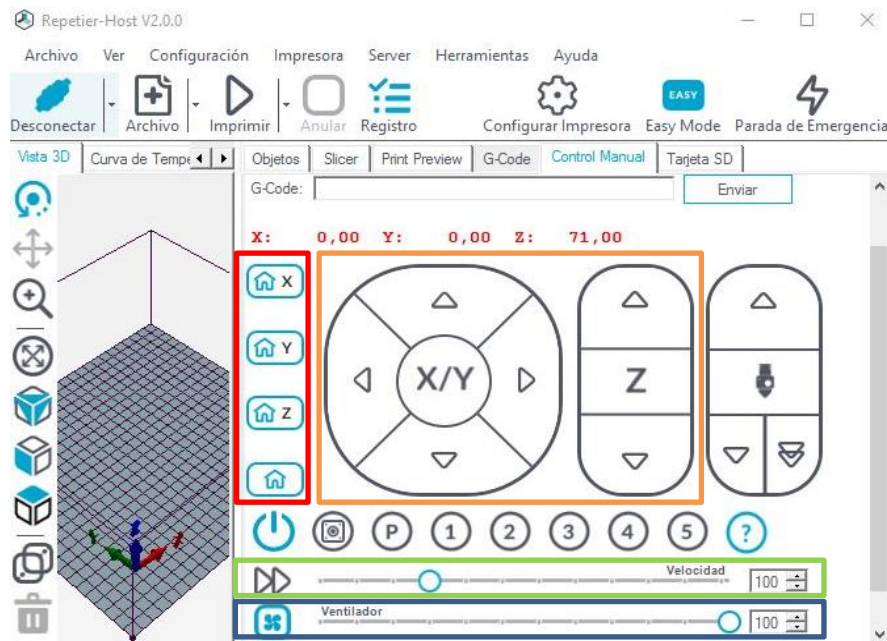 Repetier-Host V2.0.0
Archivo Ver Configuración Impresora Server Herramientas Ayuda
EASY
Desconectar Archivo Imprimir Anular Registro Configurar Impresora Easy Mode Parada de Emergencia
Vista 3D Curva de Tempe Objetos Slicer Print Preview G-Code Control Manual Tarjeta SD
G-Code: Enviar
X: 0,00 Y: 0,00 Z: 71,00
X
Y
X/Y Z
Z
P 1 2 3 4 5 ?
Velocidad
100
Ventilador
100